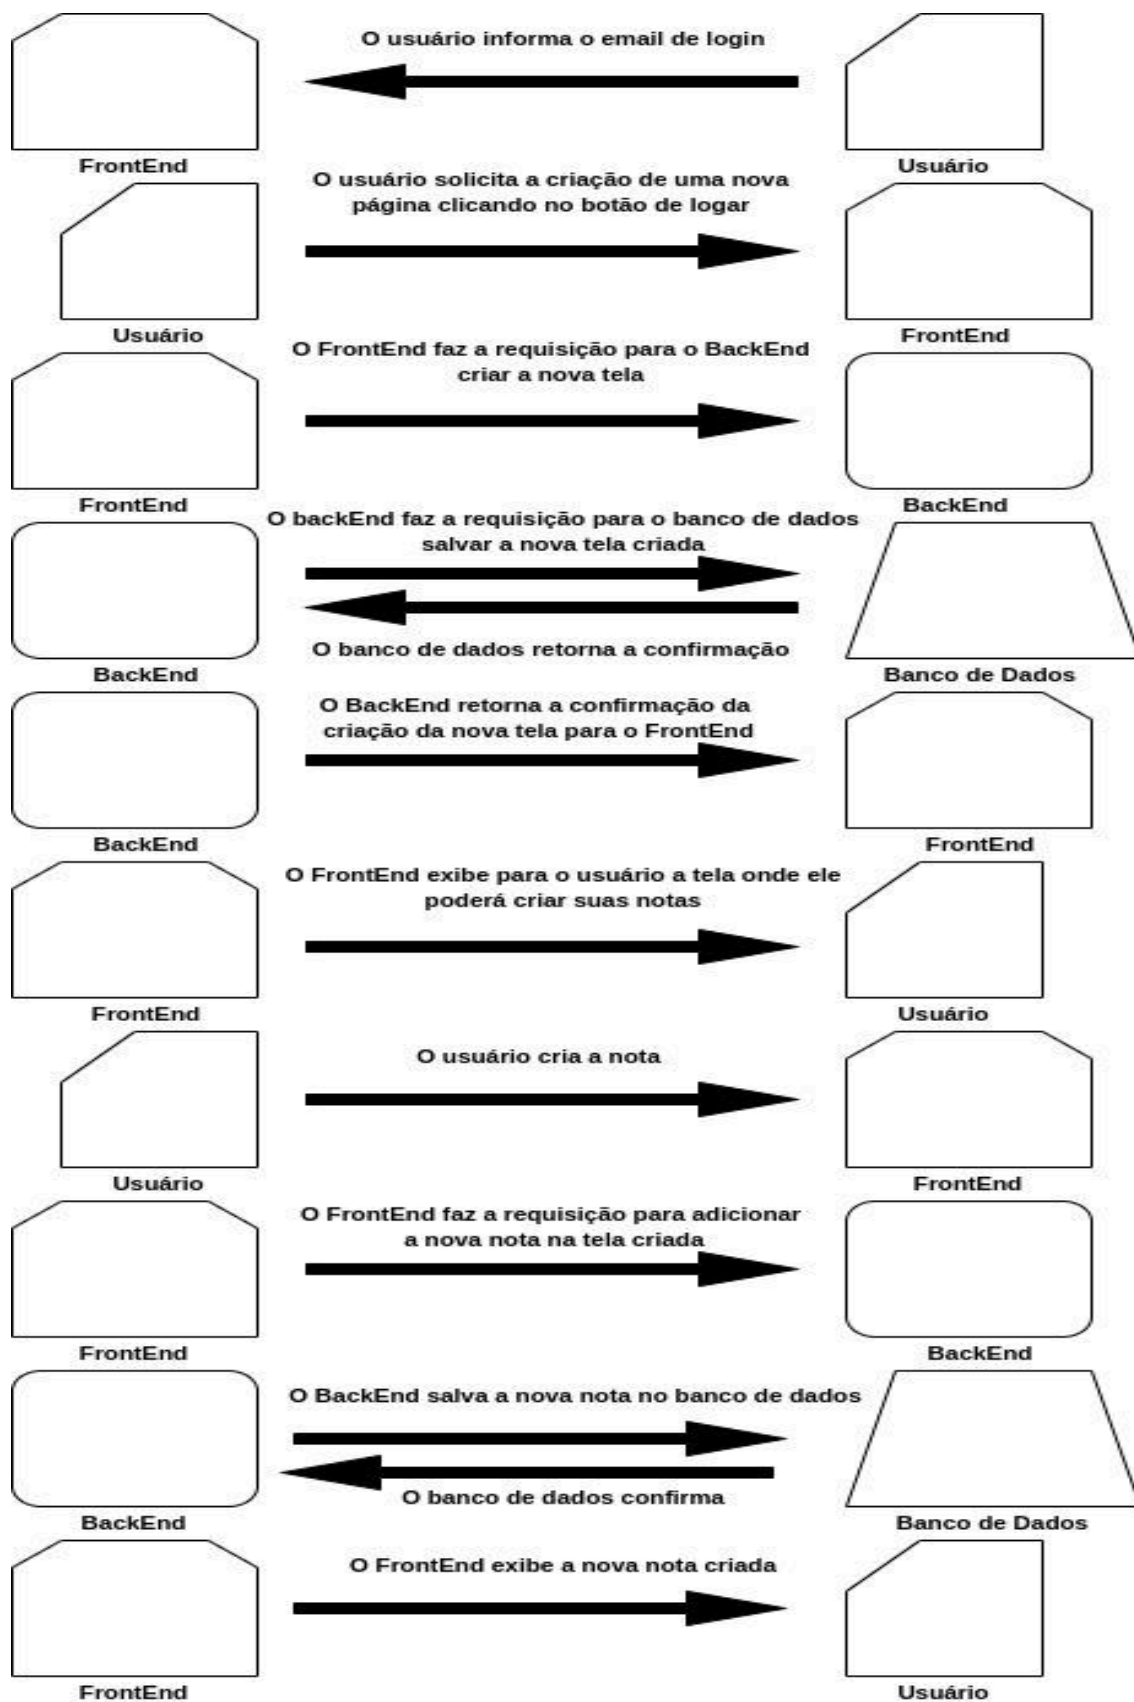 O usuário informa o email de login
FrontEnd
Usuário
O usuário solicita a criação de uma nova
página clicando no botão de logar
Usuário
FrontEnd
O FrontEnd faz a requisição para o BackEnd
criar a nova tela
FrontEnd
BackEnd
O backEnd faz a requisição para o banco de dados
salvar a nova tela criada
O banco de dados retorna a confirmação
BackEnd
Banco de Dados
O BackEnd retorna a confirmação da
criação da nova tela para o FrontEnd
BackEnd
FrontEnd
O FrontEnd exibe para o usuário a tela onde ele
poderá criar suas notas
FrontEnd
Usuário
O usuário cria a nota
Usuário
FrontEnd
O FrontEnd faz a requisição para adicionar
a nova nota na tela criada
FrontEnd
BackEnd
O BackEnd salva a nova nota no banco de dados
O banco de dados confirma
BackEnd
Banco de Dados
O FrontEnd exibe a nova nota criada
FrontEnd
Usuário